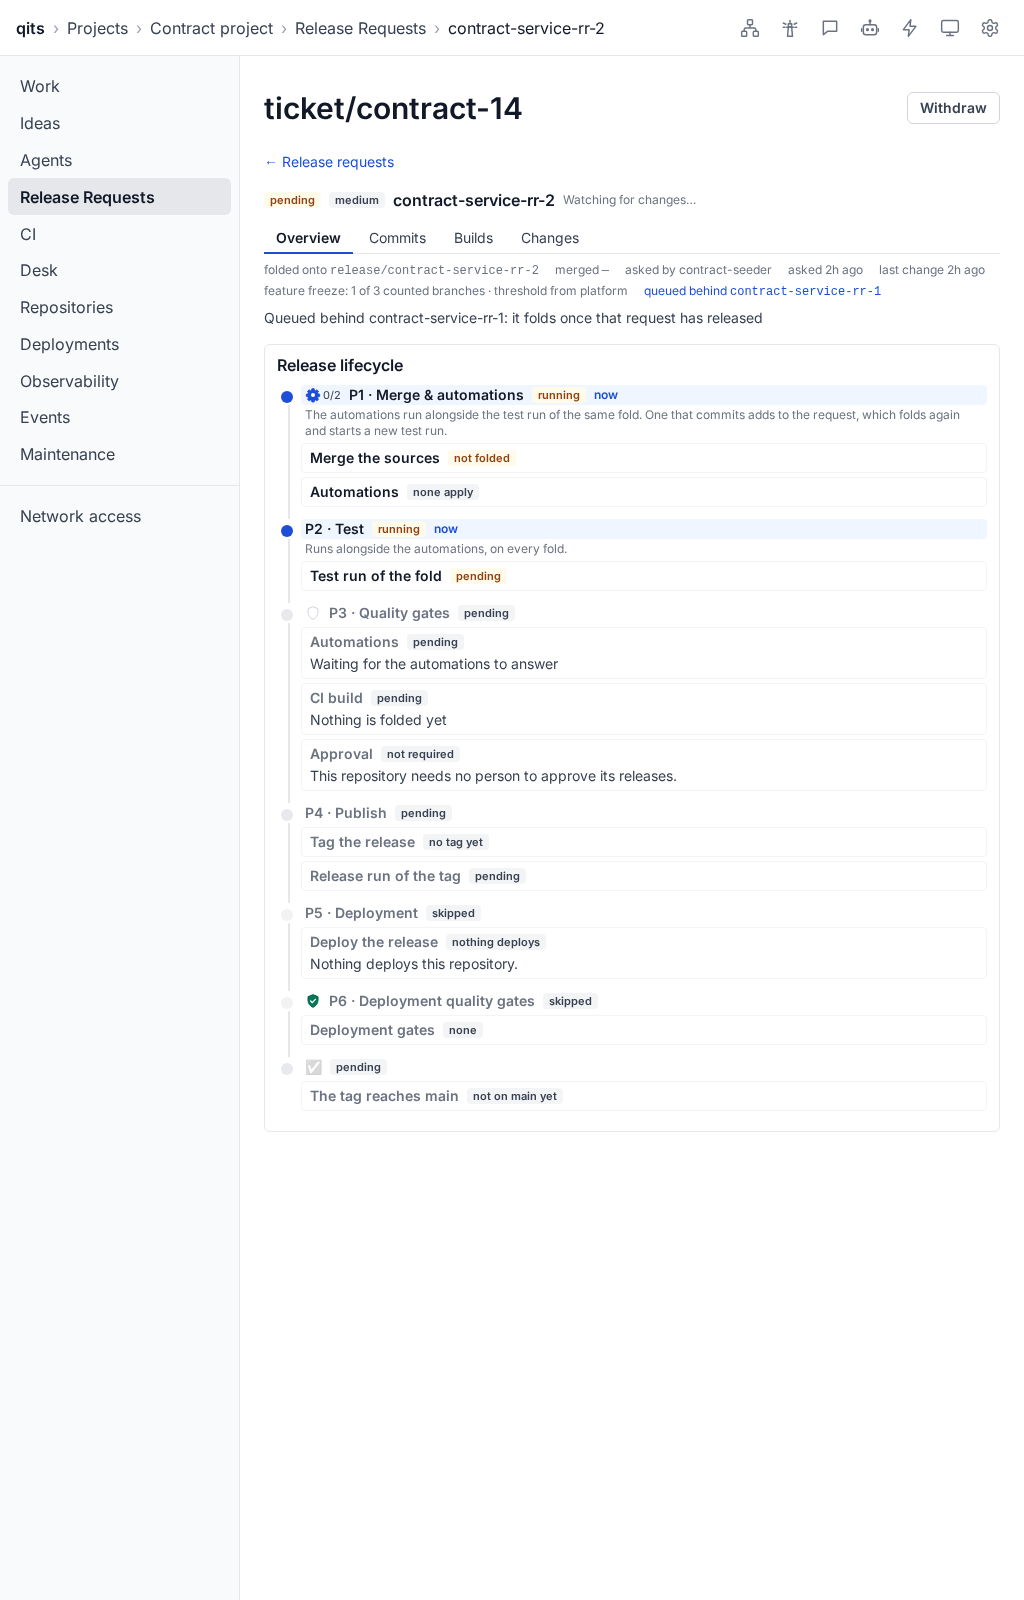 qits › Projects › Contract project › Release Requests › contract-service-rr-2
Work
Ideas
Agents
Release Requests
CI
Desk
Repositories
Deployments
Observability
Events
Maintenance
Network access
ticket/contract-14
Withdraw
← Release requests
pending medium contract-service-rr-2 Watching for changes…
Overview Commits Builds Changes
folded onto release/contract-service-rr-2 merged — asked by contract-seeder asked 2h ago last change 2h ago
feature freeze: 1 of 3 counted branches · threshold from platform queued behind contract-service-rr-1
Queued behind contract-service-rr-1: it folds once that request has released
Release lifecycle
0/2 P1 · Merge & automations running now
The automations run alongside the test run of the same fold. One that commits adds to the request, which folds again
and starts a new test run.
Merge the sources not folded
Automations none apply
P2 · Test running now
Runs alongside the automations, on every fold.
Test run of the fold pending
P3 · Quality gates pending
Automations pending
Waiting for the automations to answer
CI build pending
Nothing is folded yet
Approval not required
This repository needs no person to approve its releases.
P4 · Publish pending
Tag the release no tag yet
Release run of the tag pending
P5 · Deployment skipped
Deploy the release nothing deploys
Nothing deploys this repository.
P6 · Deployment quality gates skipped
Deployment gates none
pending
The tag reaches main not on main yet